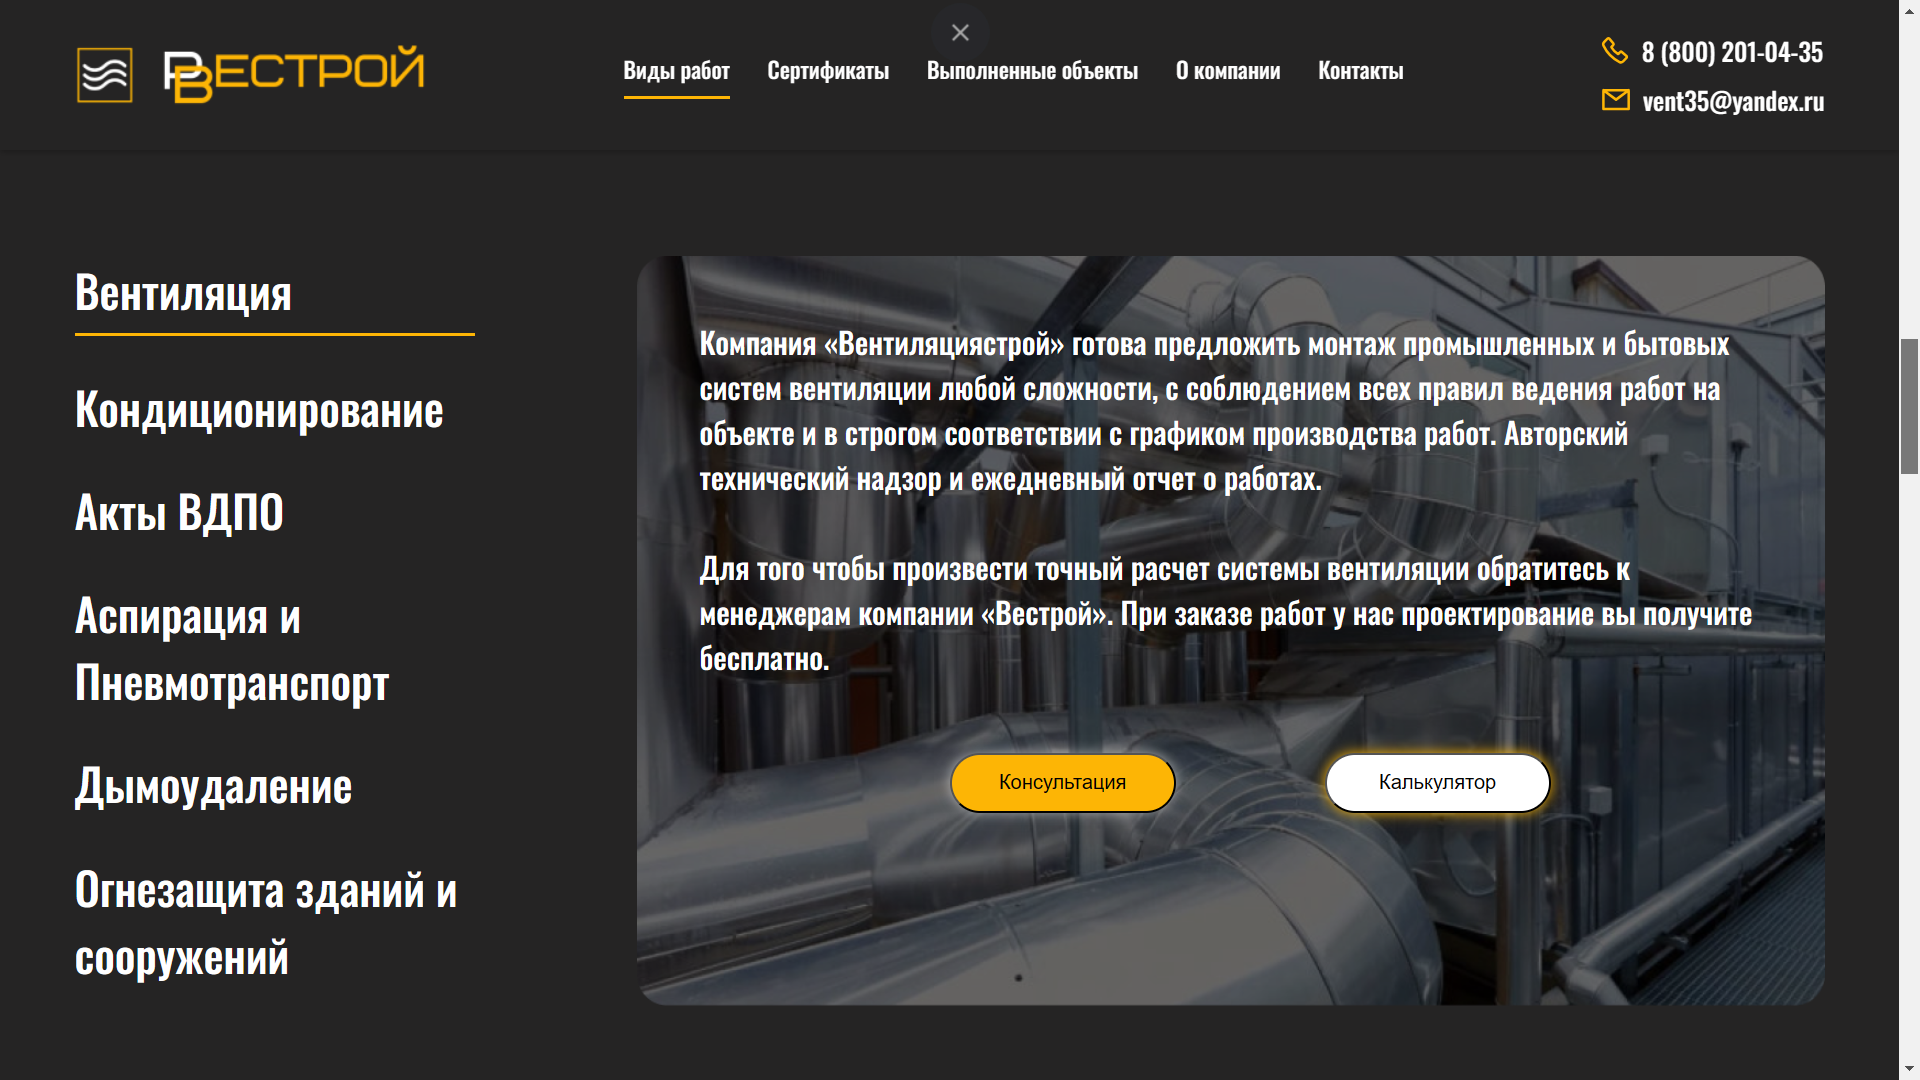 РВЕСТРОЙ
Виды работ
Сертификаты
Выполненные объекты
О компании
Контакты
8 (800) 201-04-35
vent35@yandex.ru
Вентиляция
Кондиционирование
Акты ВДПО
Аспирация и
Пневмотранспорт
Дымоудаление
Огнезащита зданий и
сооружений
Компания «Вентиляциястрой» готова предложить монтаж промышленных и бытовых
систем вентиляции любой сложности, с соблюдением всех правил ведения работ на
объекте и в строгом соответствии с графиком производства работ. Авторский
технический надзор и ежедневный отчет о работах.
Для того чтобы произвести точный расчет системы вентиляции обратитесь к
менеджерам компании «Вестрой». При заказе работ у нас проектирование вы получите
бесплатно.
Консультация
Калькулятор